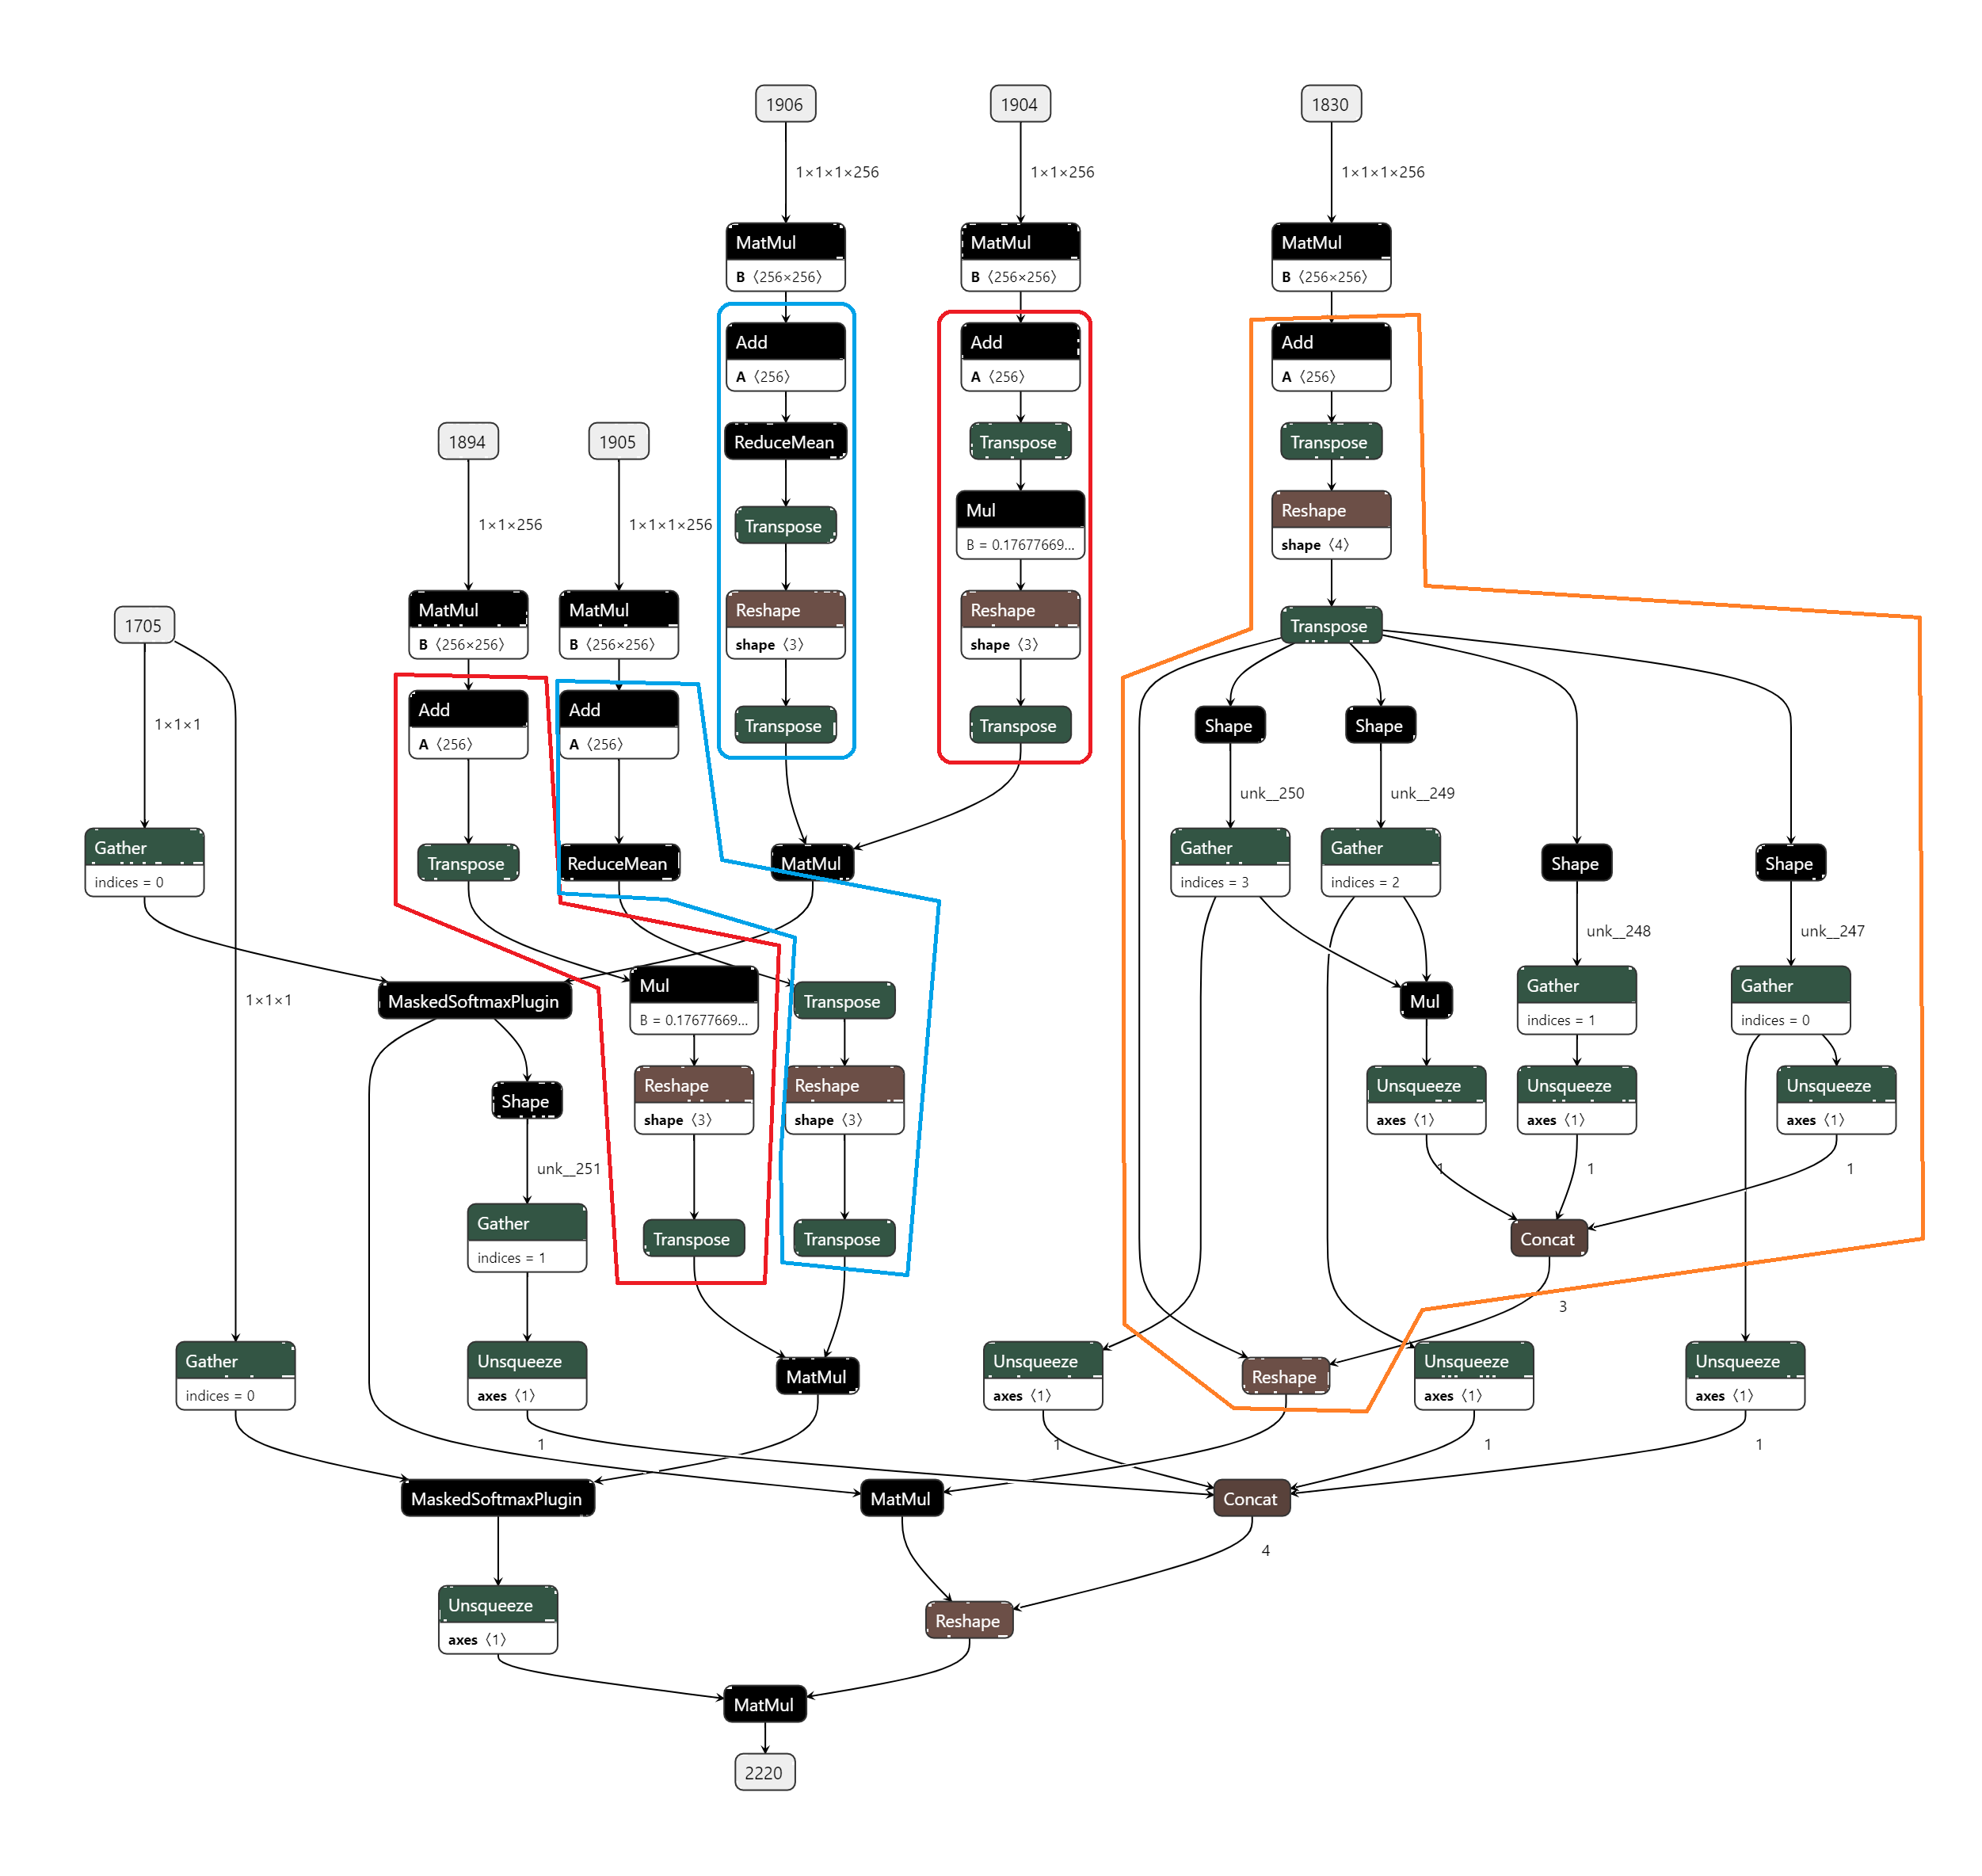 1906
1904
1830
1×1×1×256
1×1×256
1×1×1×256
MatMul
B ⟨256×256⟩
MatMul
B ⟨256×256⟩
MatMul
B ⟨256×256⟩
Add
A ⟨256⟩
Add
A ⟨256⟩
Add
A ⟨256⟩
1894
1905
ReduceMean
Transpose
Transpose
1×1×256
1×1×1×256
Transpose
Mul
B = 0.17677669...
Reshape
shape ⟨4⟩
1705
MatMul
B ⟨256×256⟩
MatMul
B ⟨256×256⟩
Reshape
shape ⟨3⟩
Reshape
shape ⟨3⟩
Transpose
1×1×1
Add
A ⟨256⟩
Add
A ⟨256⟩
Transpose
Transpose
Shape
Shape
unk__250
unk__249
Gather
indices = 0
Transpose
ReduceMean
MatMul
Gather
indices = 3
Gather
indices = 2
Shape
Shape
unk__248
unk__247
1×1×1
MaskedSoftmaxPlugin
Mul
B = 0.17677669...
Transpose
Mul
Gather
indices = 1
Gather
indices = 0
Shape
Reshape
shape ⟨3⟩
Reshape
shape ⟨3⟩
Unsqueeze
axes ⟨1⟩
Unsqueeze
axes ⟨1⟩
Unsqueeze
axes ⟨1⟩
unk__251
1
1
1
Gather
indices = 1
Transpose
Transpose
Concat
3
Gather
indices = 0
Unsqueeze
axes ⟨1⟩
MatMul
Unsqueeze
axes ⟨1⟩
Reshape
Unsqueeze
axes ⟨1⟩
Unsqueeze
axes ⟨1⟩
1
1
1
1
MaskedSoftmaxPlugin
MatMul
Concat
4
Unsqueeze
axes ⟨1⟩
Reshape
MatMul
2220